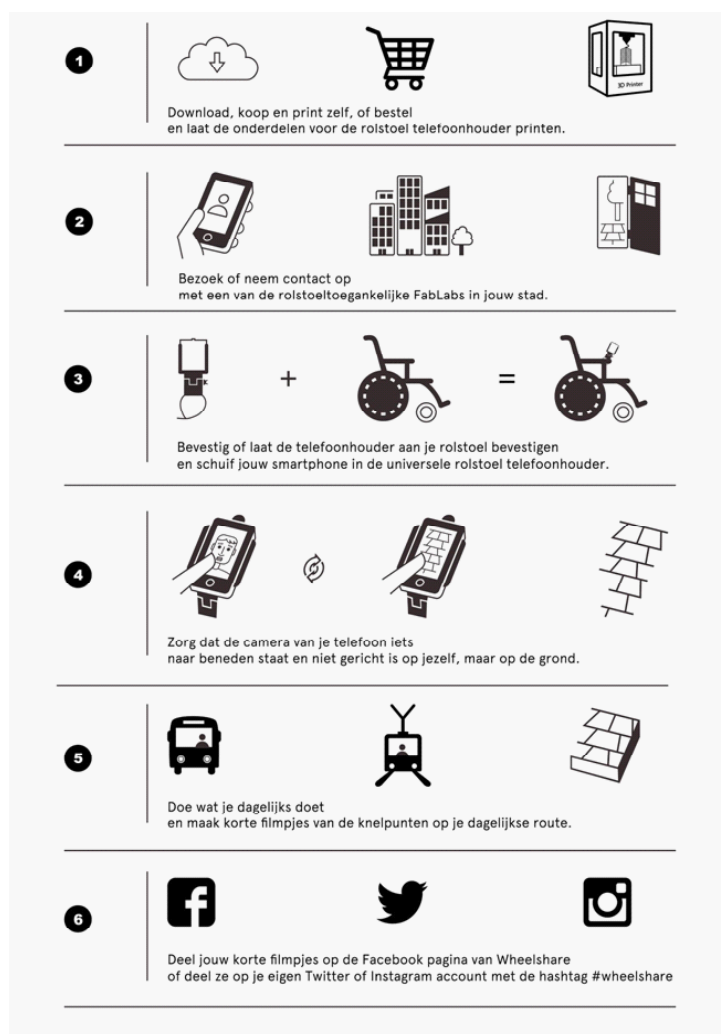 1
3D Printer
Download, koop en print zelf, of bestel
en laat de onderdelen voor de rolstoel telefoonhouder printen.
2
Bezoek of neem contact op
met een van de rolstoeltoegankelijke FabLabs in jouw stad.
3
+
=
Bevestig of laat de telefoonhouder aan je rolstoel bevestigen
en schuif jouw smartphone in de universele rolstoel telefoonhouder.
4
Zorg dat de camera van je telefoon iets
naar beneden staat en niet gericht is op jezelf, maar op de grond.
5
Doe wat je dagelijks doet
en maak korte filmpjes van de knelpunten op je dagelijkse route.
6
Deel jouw korte filmpjes op de Facebook pagina van Wheelshare
of deel ze op je eigen Twitter of Instagram account met de hashtag #wheelshare